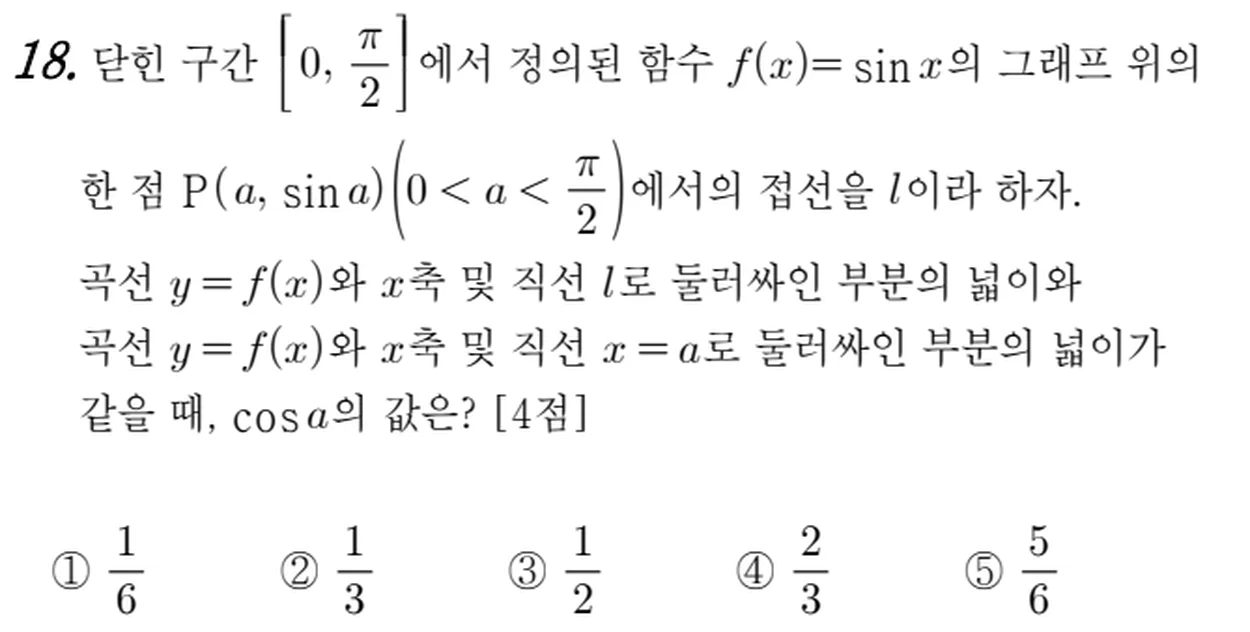 18. 닫힌 구간 [0, π/2]에서 정의된 함수 f(x)= sin x의 그래프 위의
한 점 P(a, sin a)(0 < a < π/2)에서의 접선을 l이라 하자.
곡선 y = f(x)와 x축 및 직선 l로 둘러싸인 부분의 넓이와
곡선 y = f(x)와 x축 및 직선 x = a로 둘러싸인 부분의 넓이가
같을 때, cos a의 값은? [4점]
① 1/6 ② 1/3 ③ 1/2 ④ 2/3 ⑤ 5/6